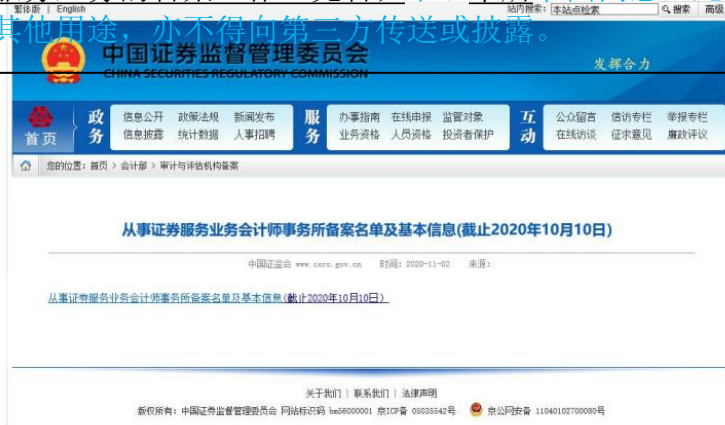 繁体版 | English
站内搜索: 本站点检索 搜索 高级
其他用途，亦不得向第三方传送或披露。
中国证券监督管理委员会
CHINA SECURITIES REGULATORY COMMISSION
发挥合力
首页
政务 信息公开 政策法规 新闻发布
信息披露 统计数据 人事招聘
服务 办事指南 在线申报 监管对象
业务资格 人员资格 投资者保护
互动 公众留言 信访专栏 举报专栏
在线访谈 征求意见 廉政评议
您的位置: 首页 > 会计部 > 审计与评估机构备案
从事证券服务业务会计师事务所备案名单及基本信息(截止2020年10月10日)
中国证监会 www.csrc.gov.cn 时间: 2020-11-02 来源:
从事证券服务业务会计师事务所备案名单及基本信息(截止2020年10月10日)
关于我们 | 联系我们 | 法律声明
版权所有: 中国证券监督管理委员会 网站标识码 bm56000001 京ICP备 05035542号 京公网安备 11040102700080号